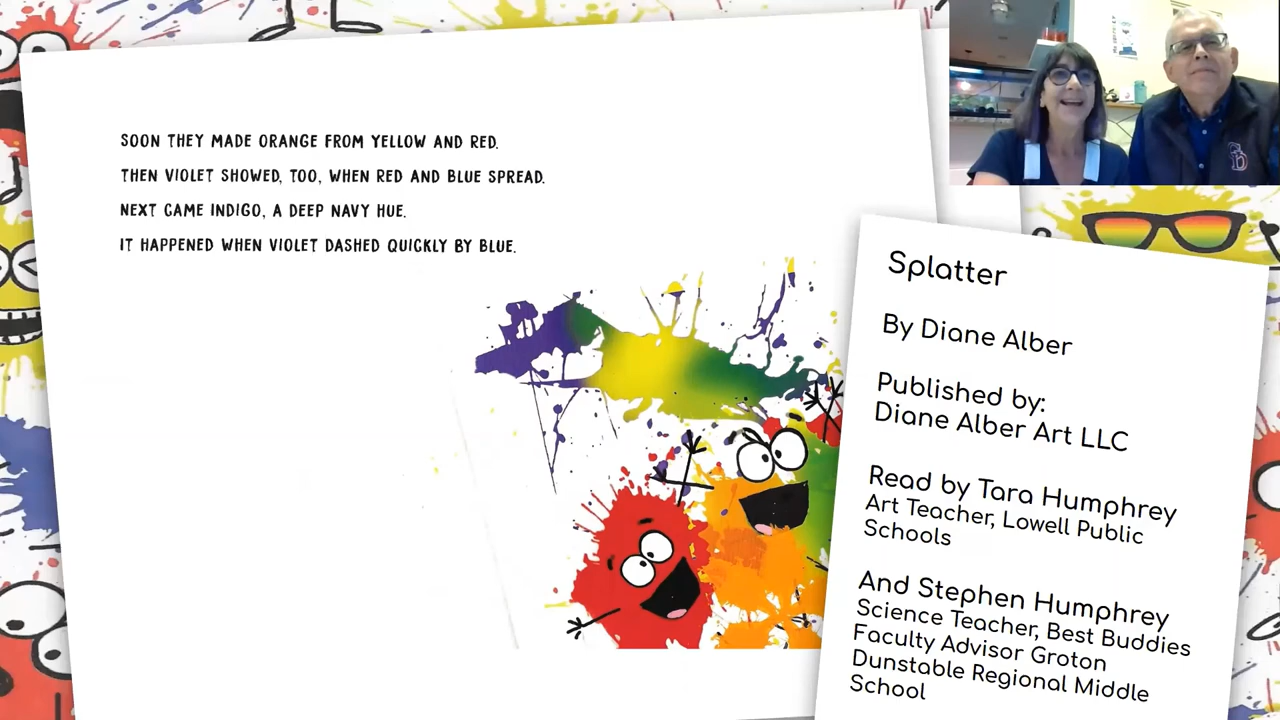 SOON THEY MADE ORANGE FROM YELLOW AND RED.
THEN VIOLET SHOWED, TOO, WHEN RED AND BLUE SPREAD.
NEXT CAME INDIGO, A DEEP NAVY HUE.
IT HAPPENED WHEN VIOLET DASHED QUICKLY BY BLUE.
Splatter
By Diane Alber
Published by:
Diane Alber Art LLC
Read by Tara Humphrey
Art Teacher, Lowell Public
Schools
And Stephen Humphrey
Science Teacher, Best Buddies
Faculty Advisor Groton
Dunstable Regional Middle
School